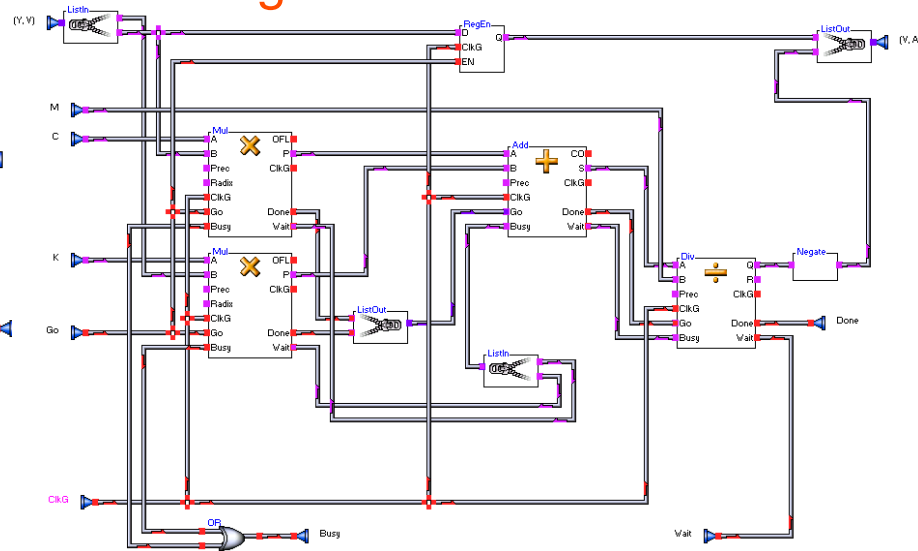 g
(Y, V)
ListIn
RegEn
D
ClkG
EN
Q
ListOut
(V, A
M
C
Mul
A
B
Prec
Radix
ClkG
Go
Busy
OFL
P
ClkG
Done
Wait
Add
A
B
Prec
ClkG
Go
Busy
CO
S
ClkG
Done
Wait
K
Mul
A
B
Prec
Radix
ClkG
Go
Busy
OFL
P
ClkG
Done
Wait
Div
A
B
Prec
ClkG
Go
Busy
Q
R
ClkG
Done
Wait
Negate
Go
ListOut
Done
ListIn
ClkG
OR
Busy
Wait